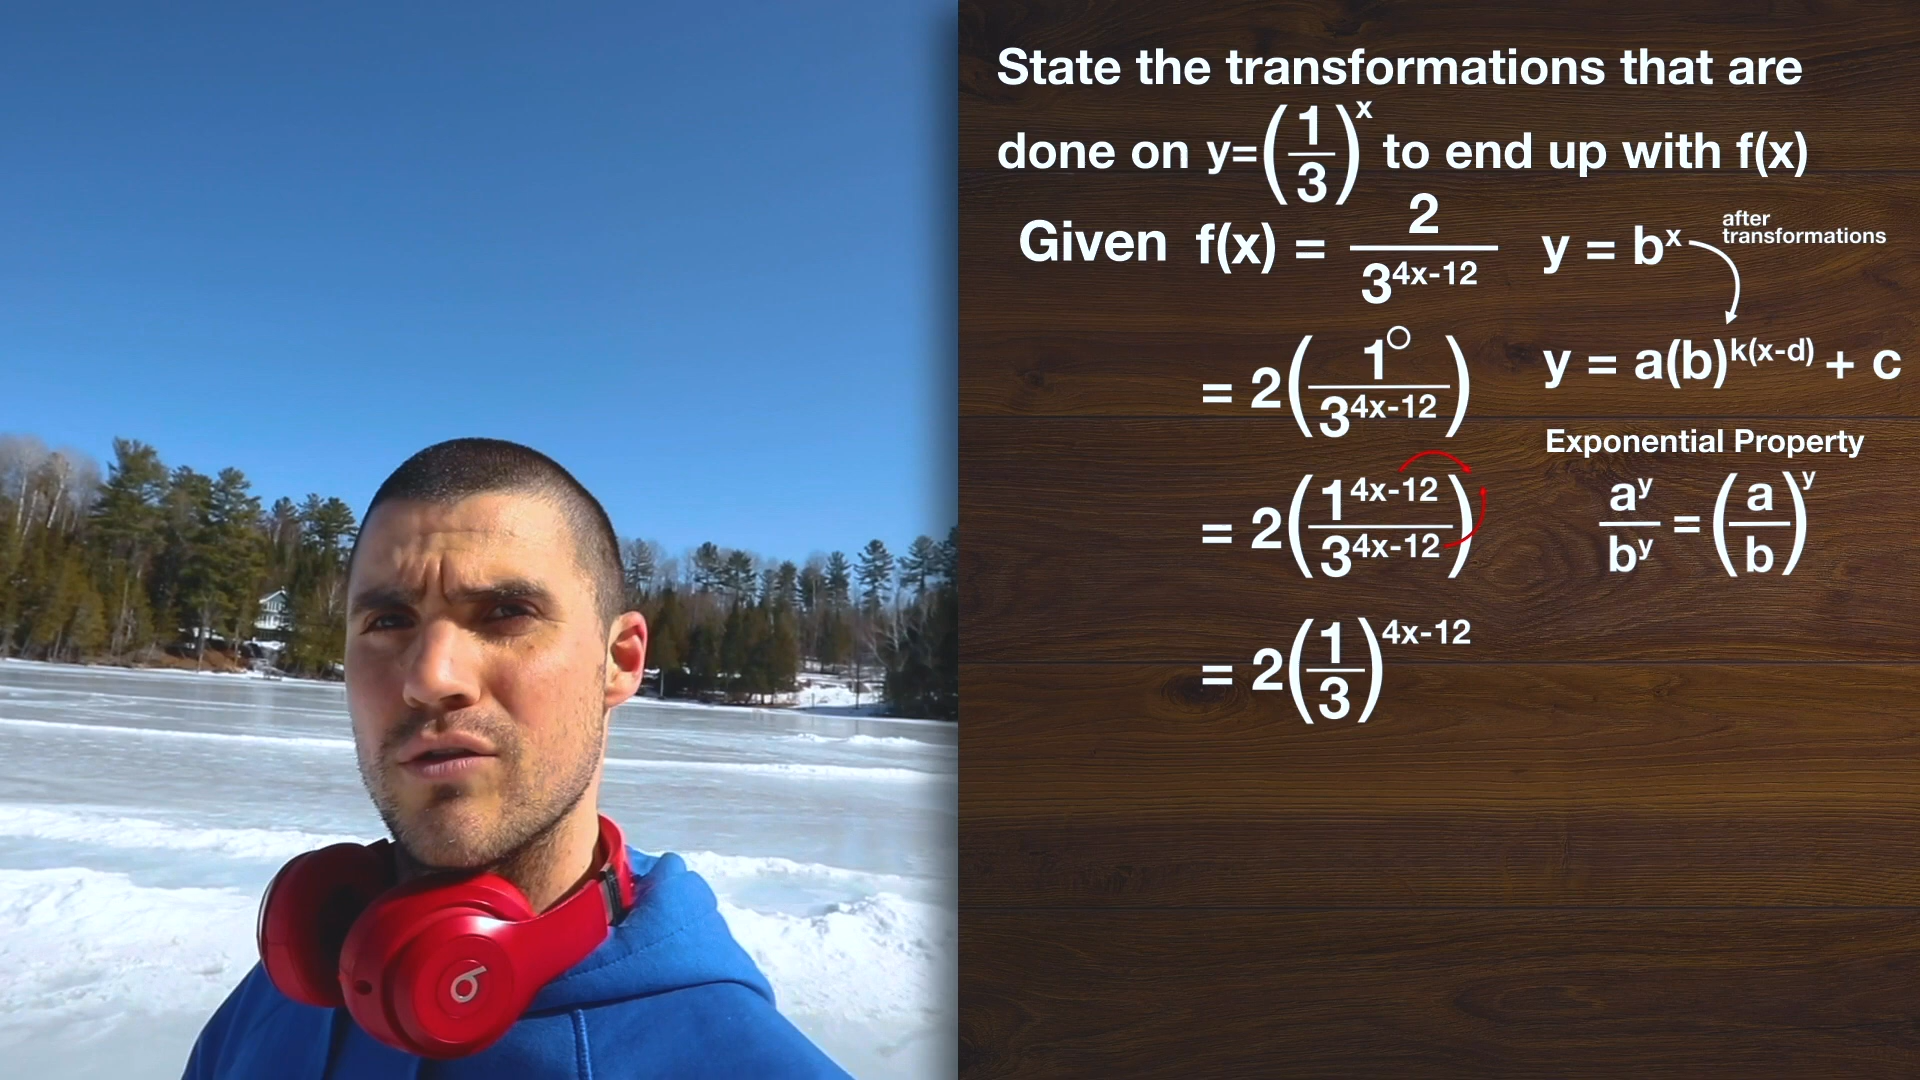 State the transformations that are
done on y=(1/3)^x to end up with f(x)
Given f(x) = 2/3^(4x-12)
y = b^x
after
transformations
= 2(1/3^(4x-12))
y = a(b)^(k(x-d)) + c
Exponential Property
= 2(1^(4x-12)/3^(4x-12))
a^y/b^y = (a/b)^y
= 2(1/3)^(4x-12)